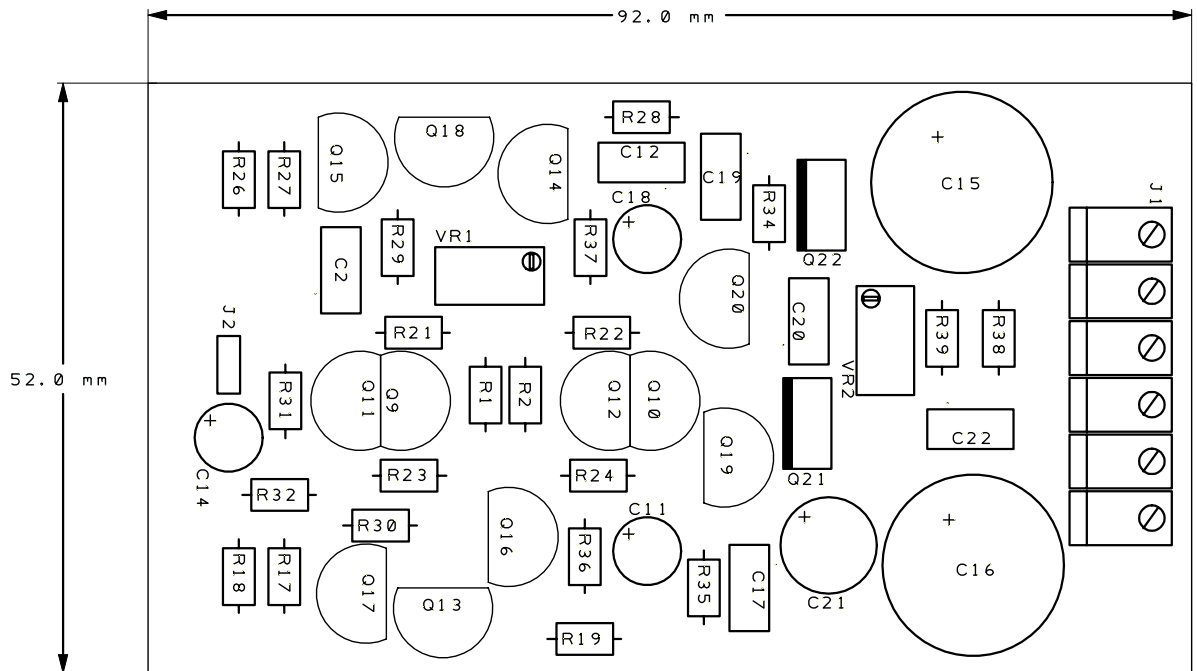 92.0 mm
R28
Q18
C12
Q15
Q14
R26
R27
C19
C15
C18
R34
J1
R29
VR1
R37
Q22
C2
Q20
J2
R21
R22
C20
R39
R38
VR2
52.0 mm
R31
Q11
Q9
R1
R2
Q12
Q10
C22
Q19
R23
R24
Q21
C14
R32
C11
R30
Q16
R36
C16
R18
R17
Q17
Q13
R35
C17
C21
R19